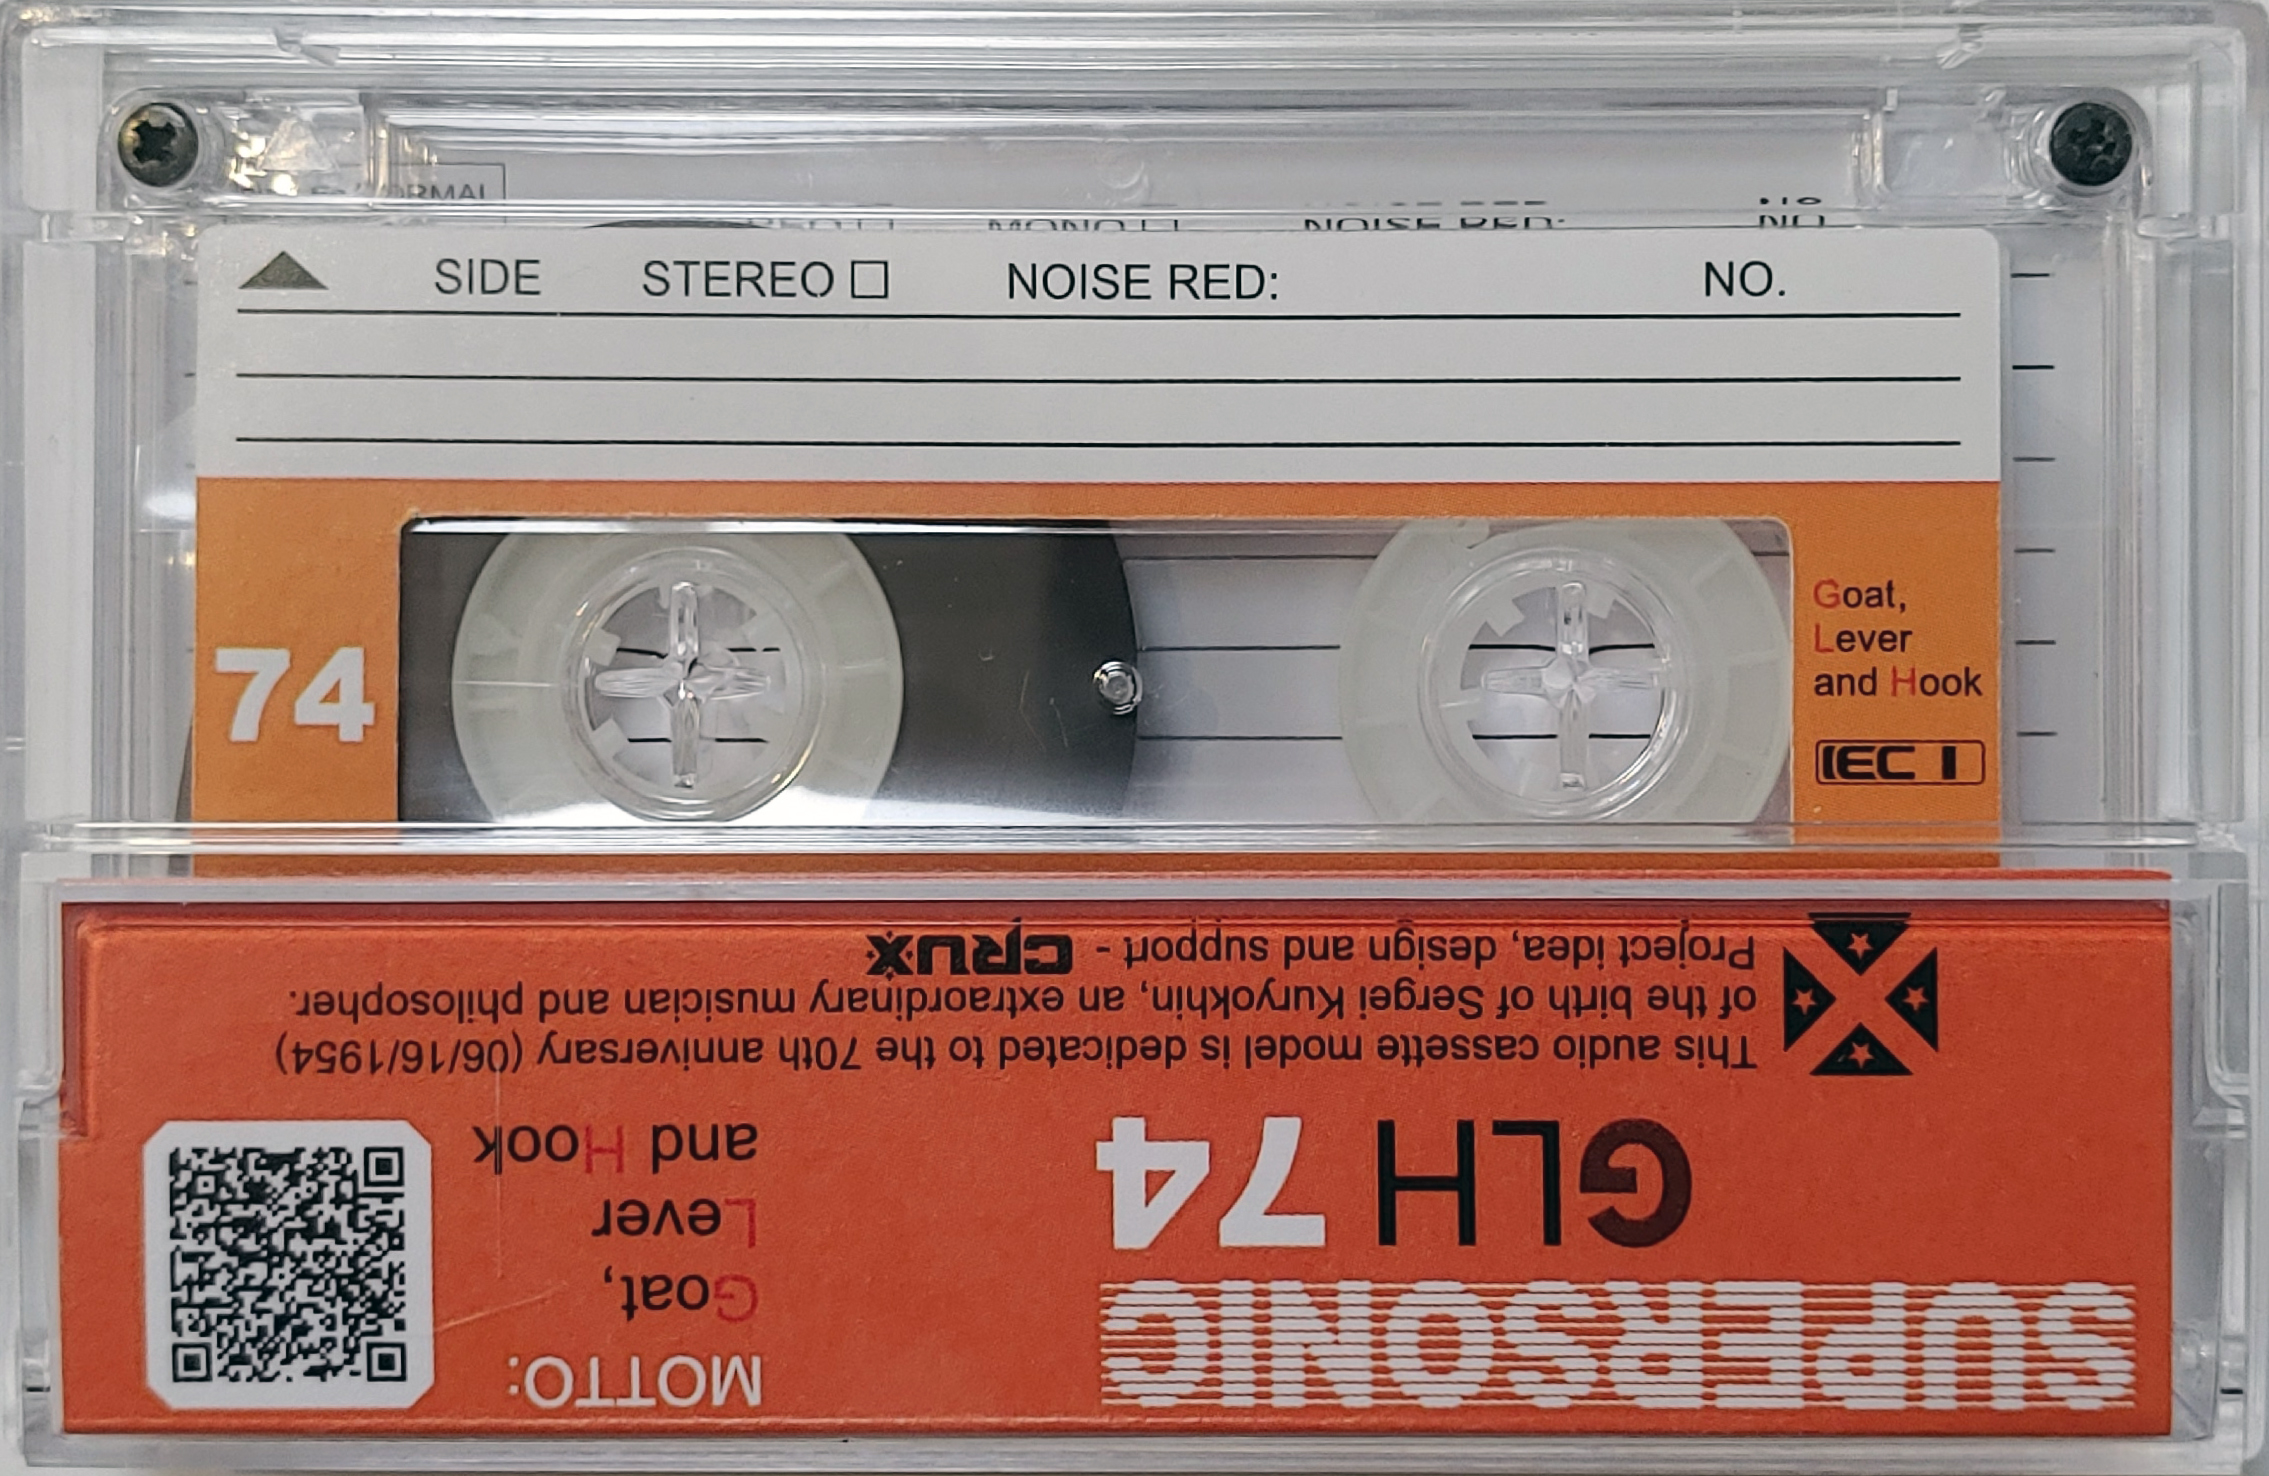 SIDE STEREO NOISE RED: NO.
74
Goat,
Lever
and Hook
IEC I
SUPERSONIC
GLH 74
MOTTO:
Goat,
Lever
and Hook
This audio cassette model is dedicated to the 70th anniversary (06/16/1954)
of the birth of Sergei Kuryokhin, an extraordinary musician and philosopher.
Project idea, design and support - CRUX